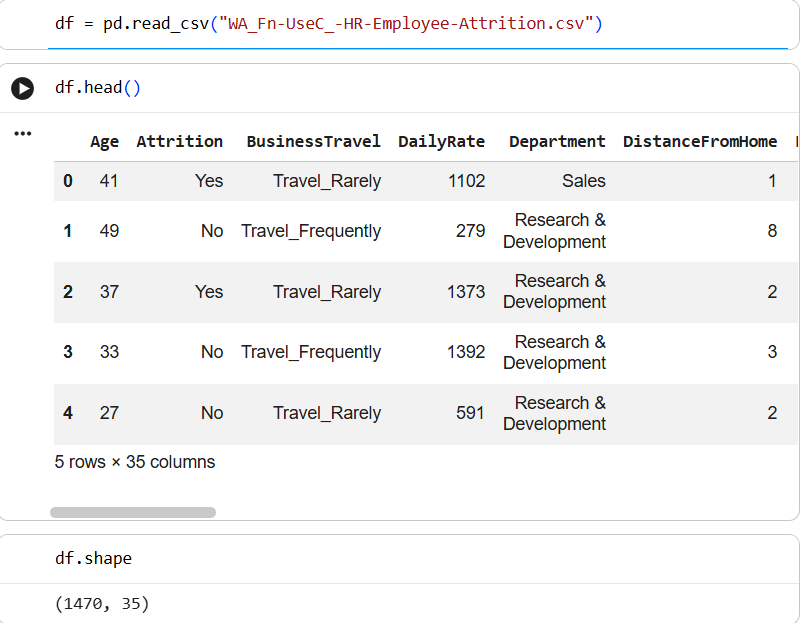 df = pd.read_csv("WA_Fn-UseC_-HR-Employee-Attrition.csv")
df.head()
Age Attrition BusinessTravel DailyRate Department DistanceFromHome
0 41 Yes Travel_Rarely 1102 Sales 1
1 49 No Travel_Frequently 279 Research & Development 8
2 37 Yes Travel_Rarely 1373 Research & Development 2
3 33 No Travel_Frequently 1392 Research & Development 3
4 27 No Travel_Rarely 591 Research & Development 2
5 rows × 35 columns
df.shape
(1470, 35)